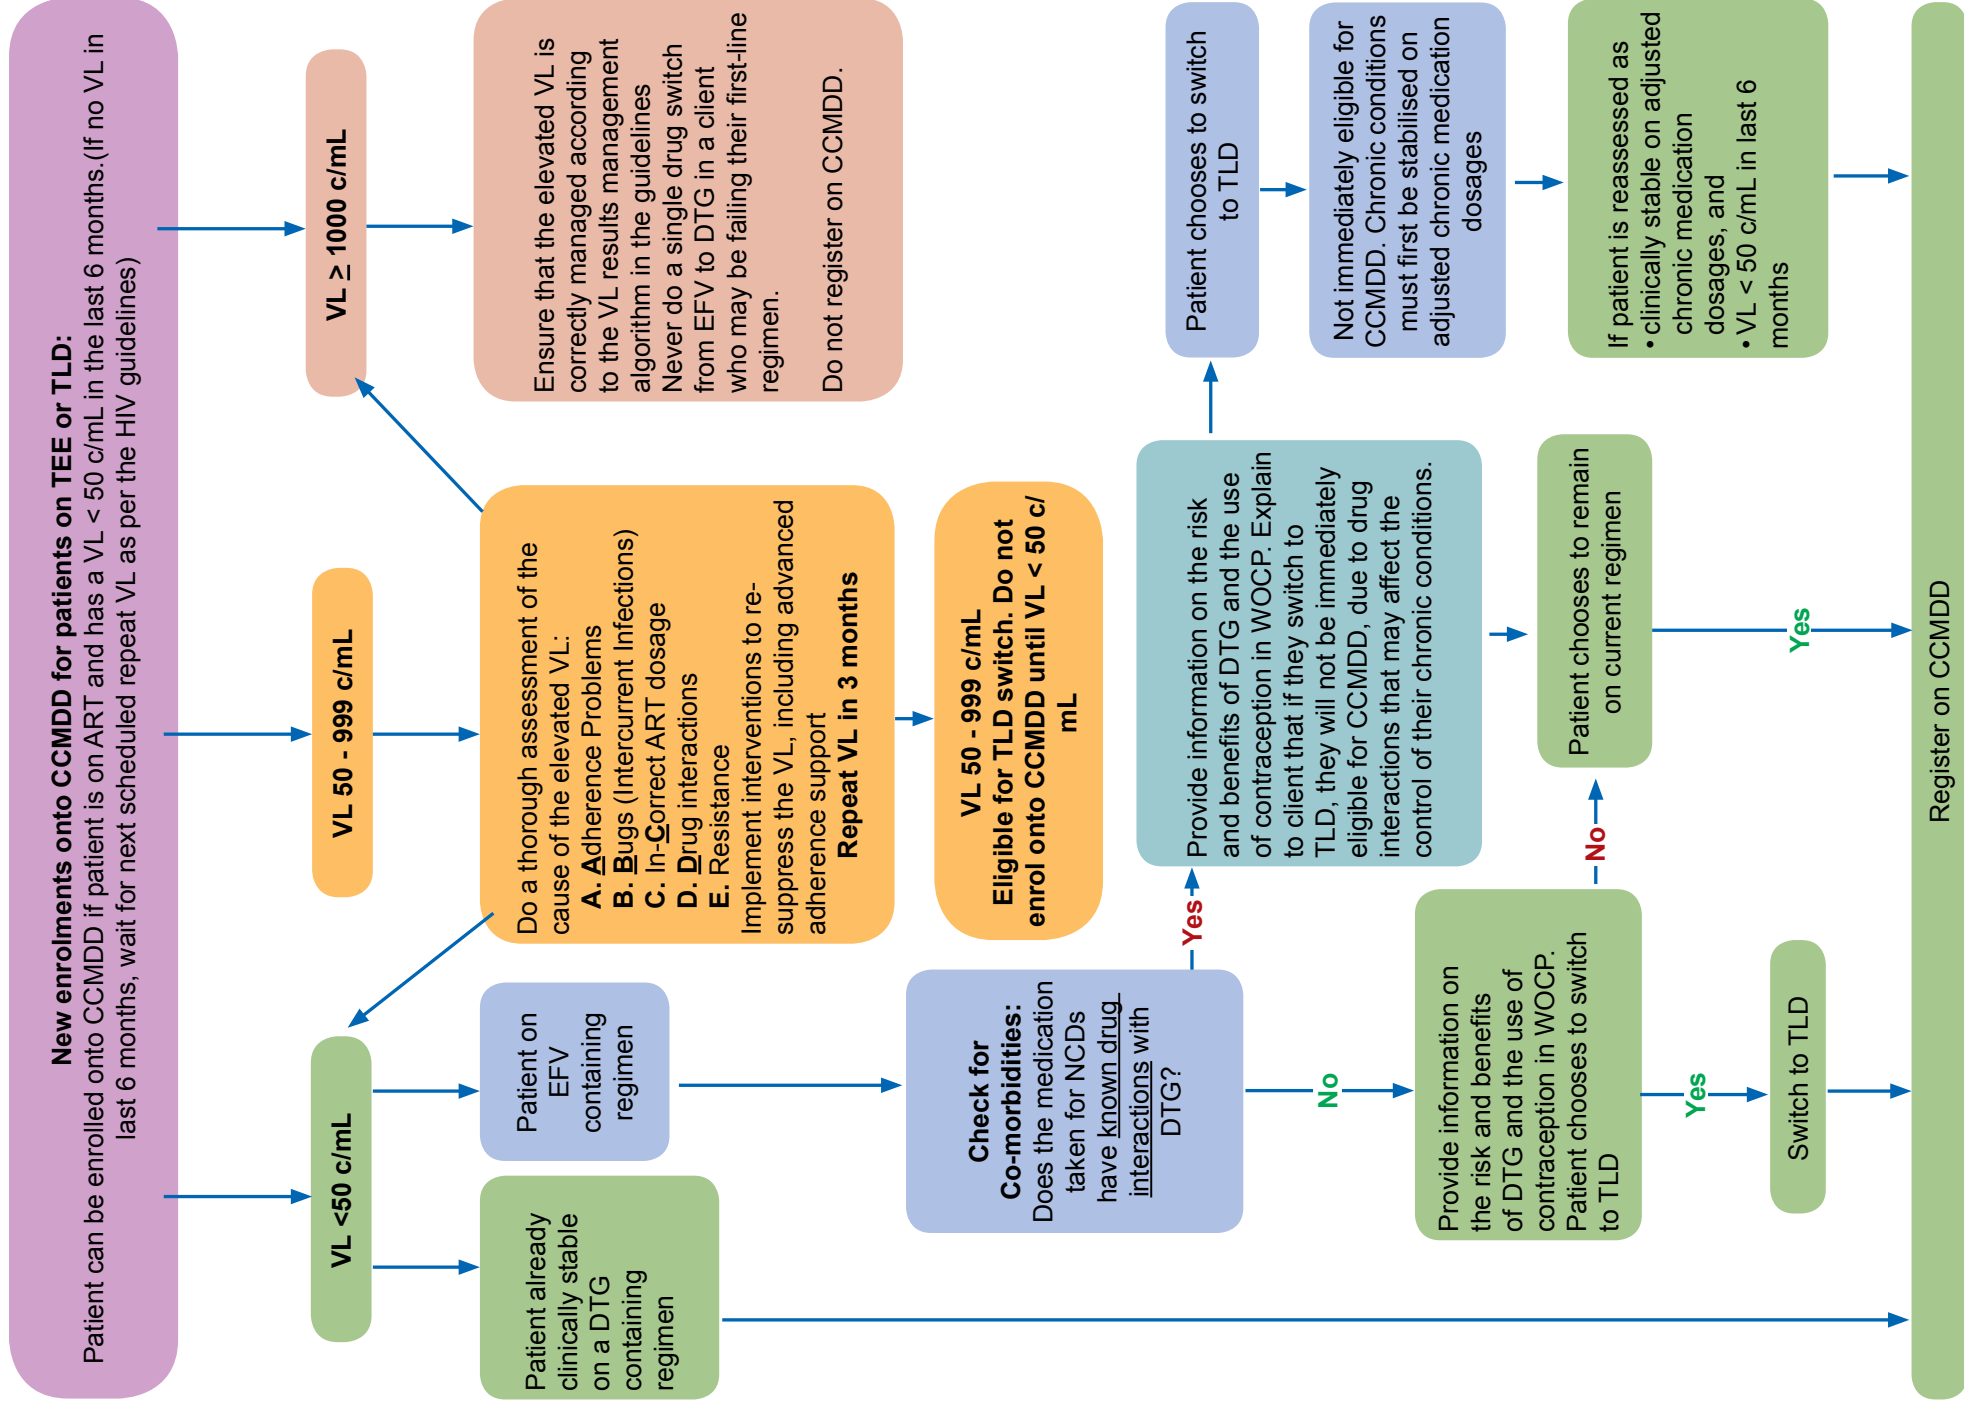 New enrolments onto CCMDD for patients on TEE or TLD:
Patient can be enrolled onto CCMDD if patient is on ART and has a VL < 50 c/mL in the last 6 months.(If no VL in
last 6 months, wait for next scheduled repeat VL as per the HIV guidelines)
VL <50 c/mL
VL 50 - 999 c/mL
VL ≥ 1000 c/mL
Patient already
clinically stable
on a DTG
containing
regimen
Patient on
EFV
containing
regimen
Do a thorough assessment of the
cause of the elevated VL:
A. Adherence Problems
B. Bugs (Intercurrent Infections)
C. In-Correct ART dosage
D. Drug interactions
E. Resistance
Implement interventions to re-
suppress the VL, including advanced
adherence support
Repeat VL in 3 months
Ensure that the elevated VL is
correctly managed according
to the VL results management
algorithm in the guidelines
Never do a single drug switch
from EFV to DTG in a client
who may be failing their first-line
regimen.
Do not register on CCMDD.
Check for
Co-morbidities:
Does the medication
taken for NCDs
have known drug
interactions with
DTG?
VL 50 - 999 c/mL
Eligible for TLD switch. Do not
enrol onto CCMDD until VL < 50 c/
mL
Yes
Provide information on the risk
and benefits of DTG and the use
of contraception in WOCP. Explain
to client that if they switch to
TLD, they will not be immediately
eligible for CCMDD, due to drug
interactions that may affect the
control of their chronic conditions.
Patient chooses to switch
to TLD
Not immediately eligible for
CCMDD. Chronic conditions
must first be stabilised on
adjusted chronic medication
dosages
No
Provide information on
the risk and benefits
of DTG and the use of
contraception in WOCP.
Patient chooses to switch
to TLD
No
Patient chooses to remain
on current regimen
If patient is reassessed as
• clinically stable on adjusted
chronic medication
dosages, and
• VL < 50 c/mL in last 6
months
Yes
Switch to TLD
Yes
Register on CCMDD